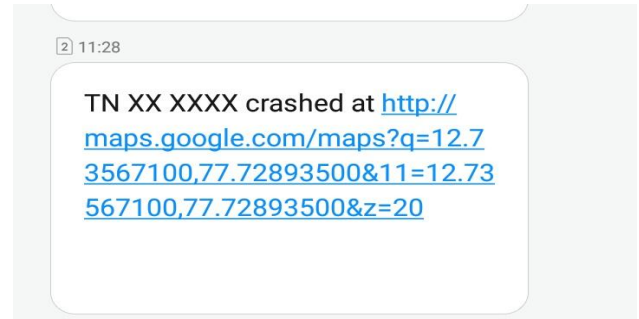 2 11:28
TN XX XXXX crashed at http://
maps.google.com/maps?q=12.7
3567100,77.72893500&11=12.73
567100,77.72893500&z=20